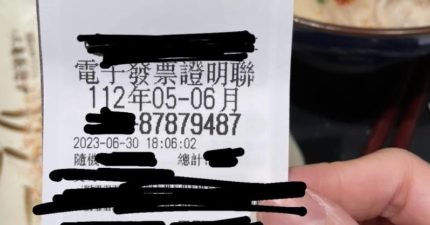 電子發票證明聯
112年05-06月
87879487
2023-06-30 18:06:02
隨機 總計